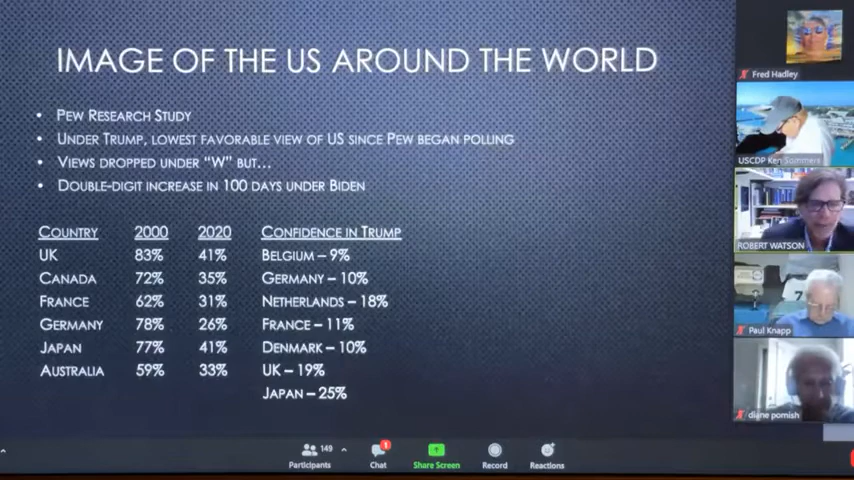 IMAGE OF THE US AROUND THE WORLD
• PEW RESEARCH STUDY
• UNDER TRUMP, LOWEST FAVORABLE VIEW OF US SINCE PEW BEGAN POLLING
• VIEWS DROPPED UNDER “W” BUT…
• DOUBLE-DIGIT INCREASE IN 100 DAYS UNDER BIDEN
COUNTRY 2000 2020 CONFIDENCE IN TRUMP
UK 83% 41% BELGIUM – 9%
CANADA 72% 35% GERMANY – 10%
FRANCE 62% 31% NETHERLANDS – 18%
GERMANY 78% 26% FRANCE – 11%
JAPAN 77% 41% DENMARK – 10%
AUSTRALIA 59% 33% UK – 19%
JAPAN – 25%
Fred Hadley
USCDP Ken Sommers
ROBERT WATSON
Paul Knapp
diane pornish
149
1
Participants
Chat
Share Screen
Record
Reactions